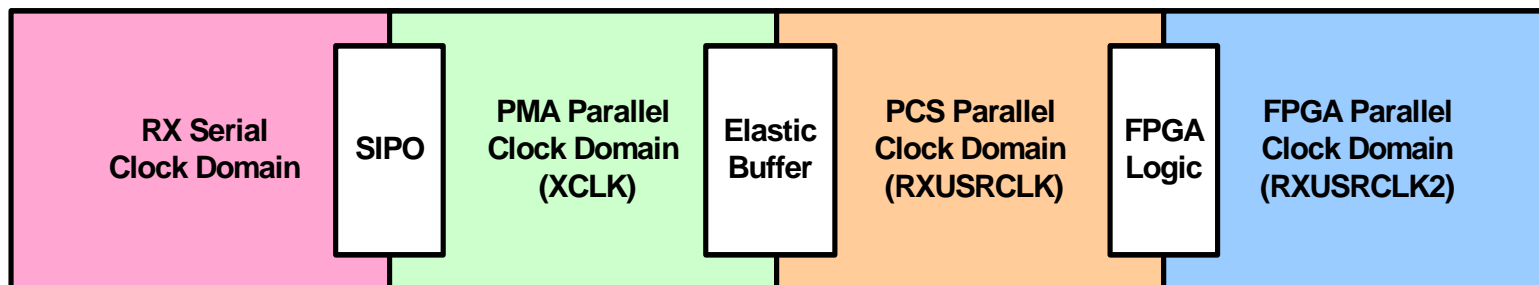 RX Serial
Clock Domain
SIPO
PMA Parallel
Clock Domain
(XCLK)
Elastic
Buffer
PCS Parallel
Clock Domain
(RXUSRCLK)
FPGA
Logic
FPGA Parallel
Clock Domain
(RXUSRCLK2)